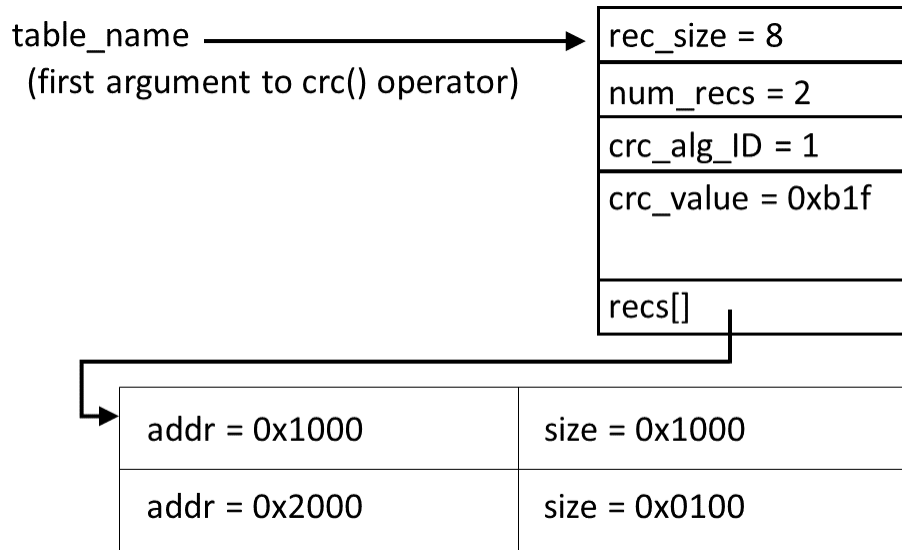 table_name
(first argument to crc() operator)
rec_size = 8
num_recs = 2
crc_alg_ID = 1
crc_value = 0xb1f
recs[]
addr = 0x1000 size = 0x1000
addr = 0x2000 size = 0x0100